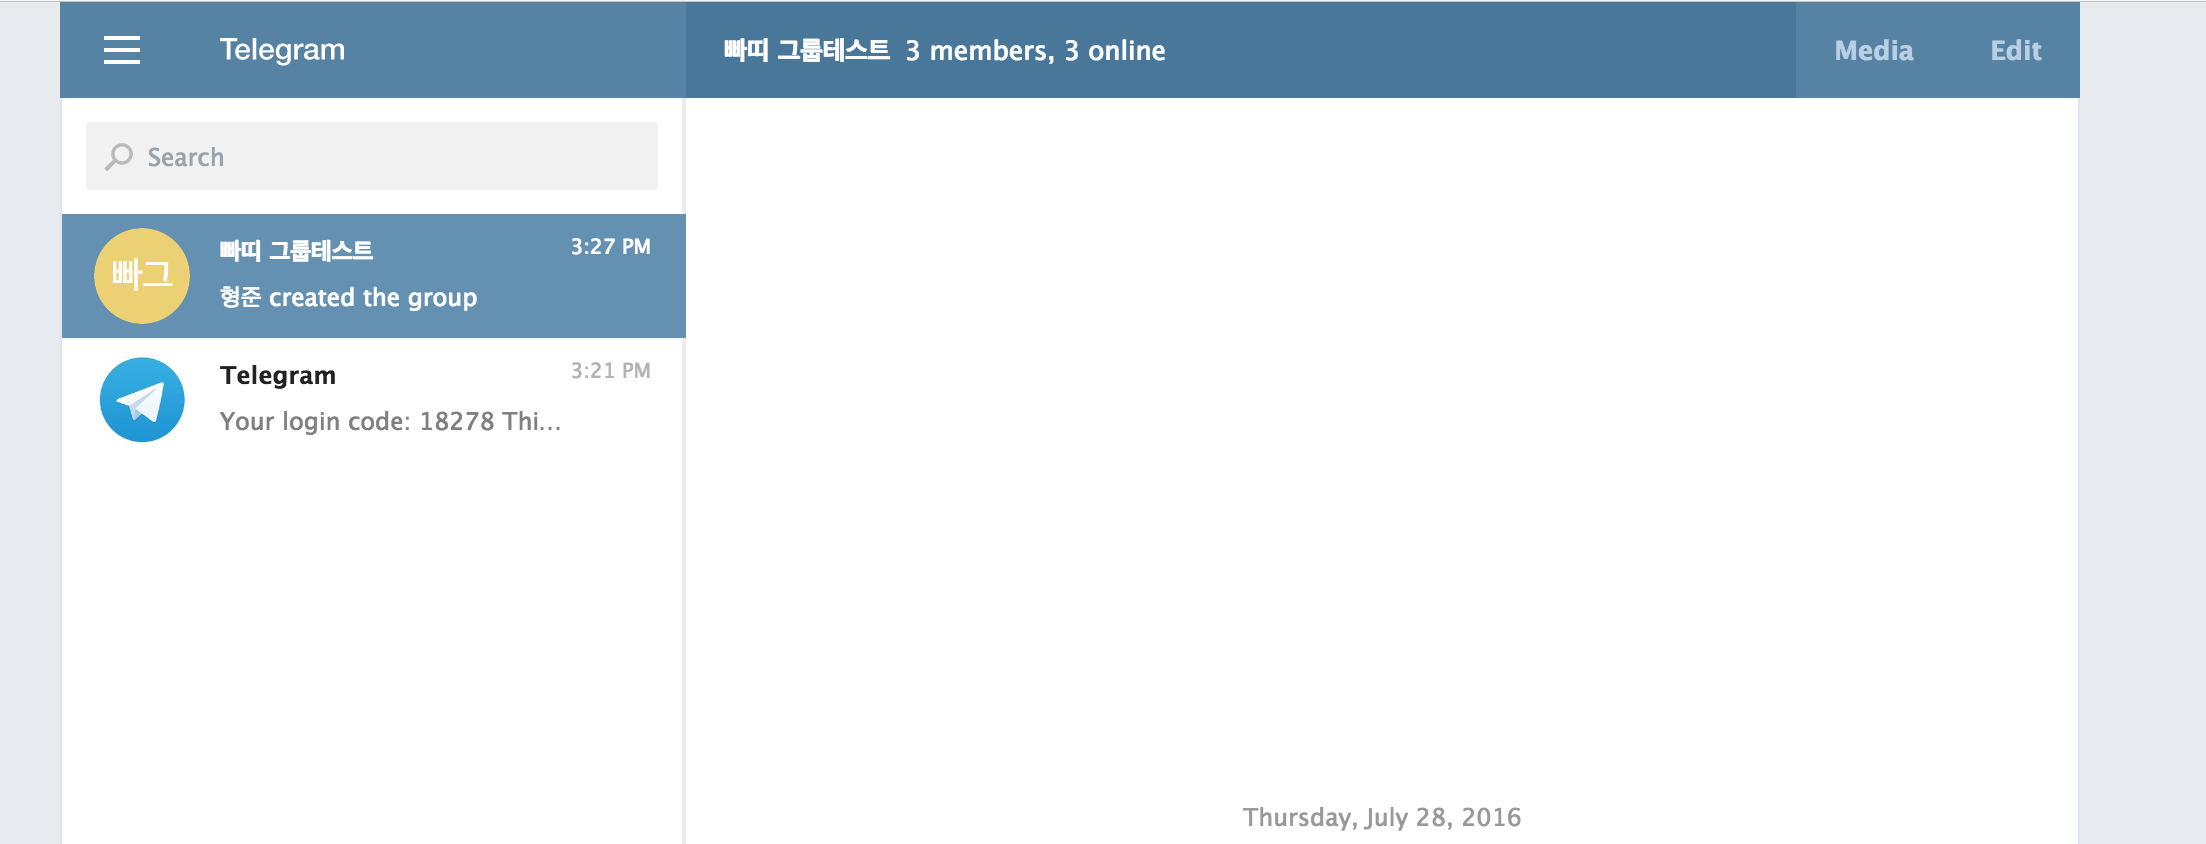 Telegram
빠띠 그룹테스트 3 members, 3 online
Media
Edit
Search
빠그
빠띠 그룹테스트
3:27 PM
형준 created the group
Telegram
3:21 PM
Your login code: 18278 Thi...
Thursday, July 28, 2016